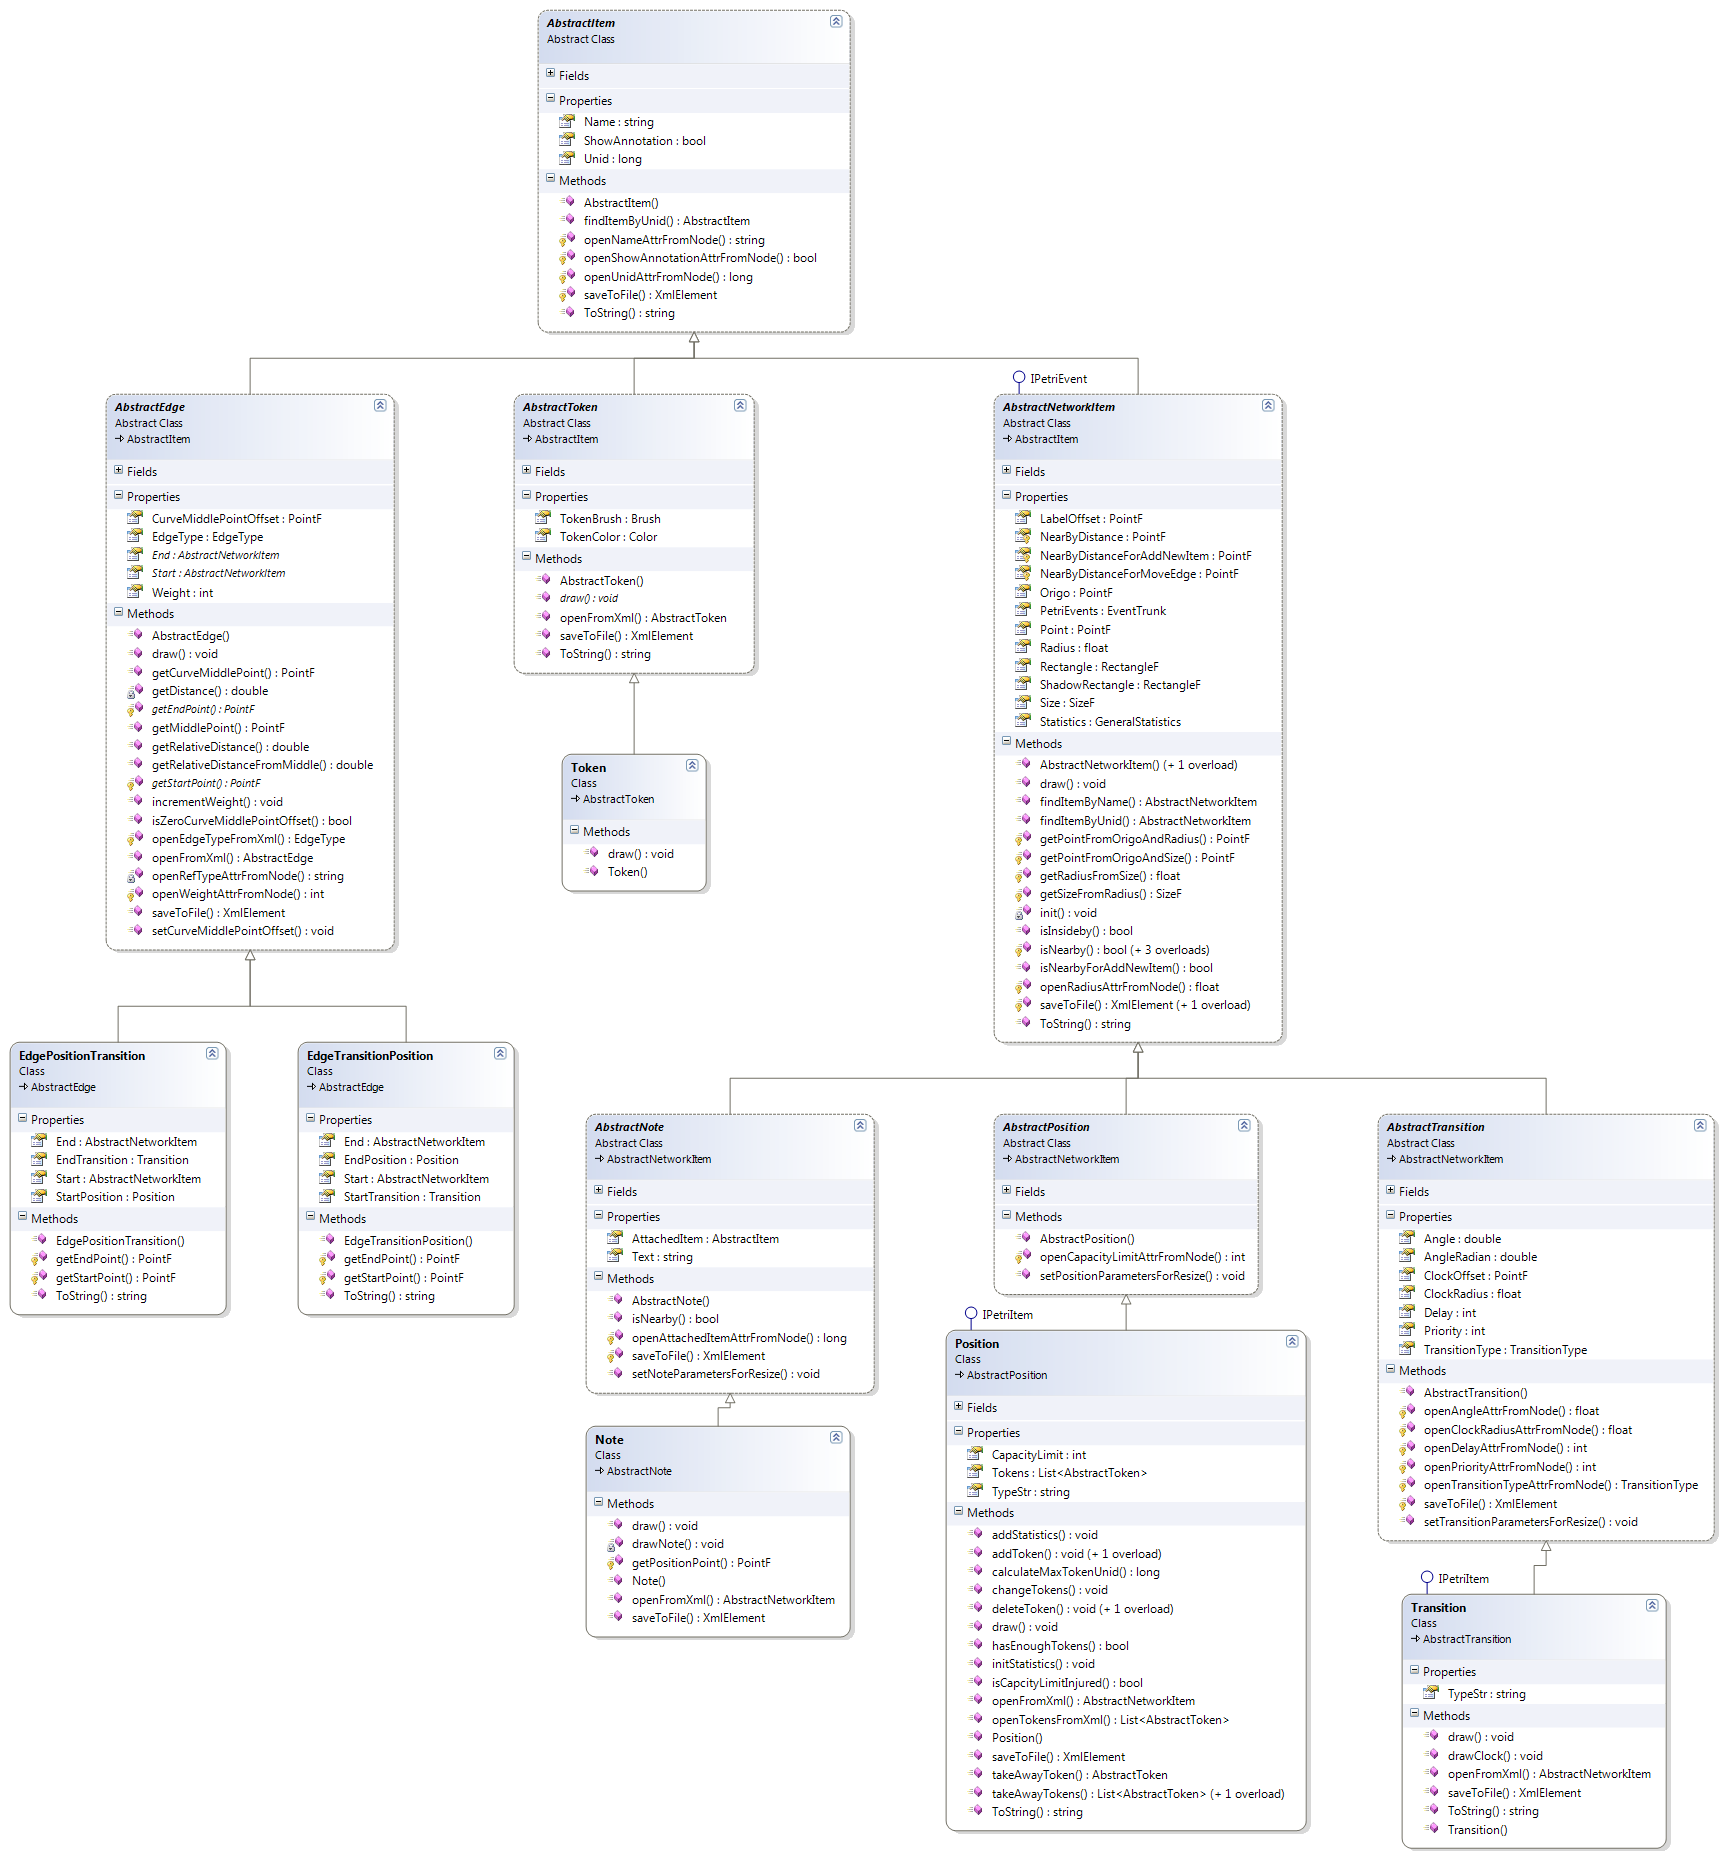 AbstractItem
Abstract Class
Fields
Properties
Name : string
ShowAnnotation : bool
Unid : long
Methods
AbstractItem()
findItemByUnid() : AbstractItem
openNameAttrFromNode() : string
openShowAnnotationAttrFromNode() : bool
openUnidAttrFromNode() : long
saveToFile() : XmlElement
ToString() : string
AbstractEdge
Abstract Class
AbstractItem
Fields
Properties
CurveMiddlePointOffset : PointF
EdgeType : EdgeType
End : AbstractNetworkItem
Start : AbstractNetworkItem
Weight : int
Methods
AbstractEdge()
draw() : void
getCurveMiddlePoint() : PointF
getDistance() : double
getEndPoint() : PointF
getMiddlePoint() : PointF
getRelativeDistance() : double
getRelativeDistanceFromMiddle() : double
getStartPoint() : PointF
incrementWeight() : void
isZeroCurveMiddlePointOffset() : bool
openEdgeTypeFromXml() : EdgeType
openFromXml() : AbstractEdge
openRefTypeAttrFromNode() : string
openWeightAttrFromNode() : int
saveToFile() : XmlElement
setCurveMiddlePointOffset() : void
AbstractToken
Abstract Class
AbstractItem
Fields
Properties
TokenBrush : Brush
TokenColor : Color
Methods
AbstractToken()
draw() : void
openFromXml() : AbstractToken
saveToFile() : XmlElement
ToString() : string
Token
Class
AbstractToken
Methods
draw() : void
Token()
IPetriEvent
AbstractNetworkItem
Abstract Class
AbstractItem
Fields
Properties
LabelOffset : PointF
NearByDistance : PointF
NearByDistanceForAddNewItem : PointF
NearByDistanceForMoveEdge : PointF
Origo : PointF
PetriEvents : EventTrunk
Point : PointF
Radius : float
Rectangle : RectangleF
ShadowRectangle : RectangleF
Size : SizeF
Statistics : GeneralStatistics
Methods
AbstractNetworkItem() (+ 1 overload)
draw() : void
findItemByName() : AbstractNetworkItem
findItemByUnid() : AbstractNetworkItem
getPointFromOrigoAndRadius() : PointF
getPointFromOrigoAndSize() : PointF
getRadiusFromSize() : float
getSizeFromRadius() : SizeF
init() : void
isInsideby() : bool
isNearby() : bool (+ 3 overloads)
isNearbyForAddNewItem() : bool
openRadiusAttrFromNode() : float
saveToFile() : XmlElement (+ 1 overload)
ToString() : string
EdgePositionTransition
Class
AbstractEdge
Properties
End : AbstractNetworkItem
EndTransition : Transition
Start : AbstractNetworkItem
StartPosition : Position
Methods
EdgePositionTransition()
getEndPoint() : PointF
getStartPoint() : PointF
ToString() : string
EdgeTransitionPosition
Class
AbstractEdge
Properties
End : AbstractNetworkItem
EndPosition : Position
Start : AbstractNetworkItem
StartTransition : Transition
Methods
EdgeTransitionPosition()
getEndPoint() : PointF
getStartPoint() : PointF
ToString() : string
AbstractNote
Abstract Class
AbstractNetworkItem
Fields
Properties
AttachedItem : AbstractItem
Text : string
Methods
AbstractNote()
isNearby() : bool
openAttachedItemAttrFromNode() : long
saveToFile() : XmlElement
setNoteParametersForResize() : void
Note
Class
AbstractNote
Methods
draw() : void
drawNote() : void
getPositionPoint() : PointF
Note()
openFromXml() : AbstractNetworkItem
saveToFile() : XmlElement
AbstractPosition
Abstract Class
AbstractNetworkItem
Fields
Methods
AbstractPosition()
openCapacityLimitAttrFromNode() : int
setPositionParametersForResize() : void
IPetriItem
Position
Class
AbstractPosition
Fields
Properties
CapacityLimit : int
Tokens : List<AbstractToken>
TypeStr : string
Methods
addStatistics() : void
addToken() : void (+ 1 overload)
calculateMaxTokenUnid() : long
changeTokens() : void
deleteToken() : void (+ 1 overload)
draw() : void
hasEnoughTokens() : bool
initStatistics() : void
isCapcityLimitInjured() : bool
openFromXml() : AbstractNetworkItem
openTokensFromXml() : List<AbstractToken>
Position()
saveToFile() : XmlElement
takeAwayToken() : AbstractToken
takeAwayTokens() : List<AbstractToken> (+ 1 overload)
ToString() : string
AbstractTransition
Abstract Class
AbstractNetworkItem
Fields
Properties
Angle : double
AngleRadian : double
ClockOffset : PointF
ClockRadius : float
Delay : int
Priority : int
TransitionType : TransitionType
Methods
AbstractTransition()
openAngleAttrFromNode() : float
openClockRadiusAttrFromNode() : float
openDelayAttrFromNode() : int
openPriorityAttrFromNode() : int
openTransitionTypeAttrFromNode() : TransitionType
saveToFile() : XmlElement
setTransitionParametersForResize() : void
IPetriItem
Transition
Class
AbstractTransition
Properties
TypeStr : string
Methods
draw() : void
drawClock() : void
openFromXml() : AbstractNetworkItem
saveToFile() : XmlElement
ToString() : string
Transition()